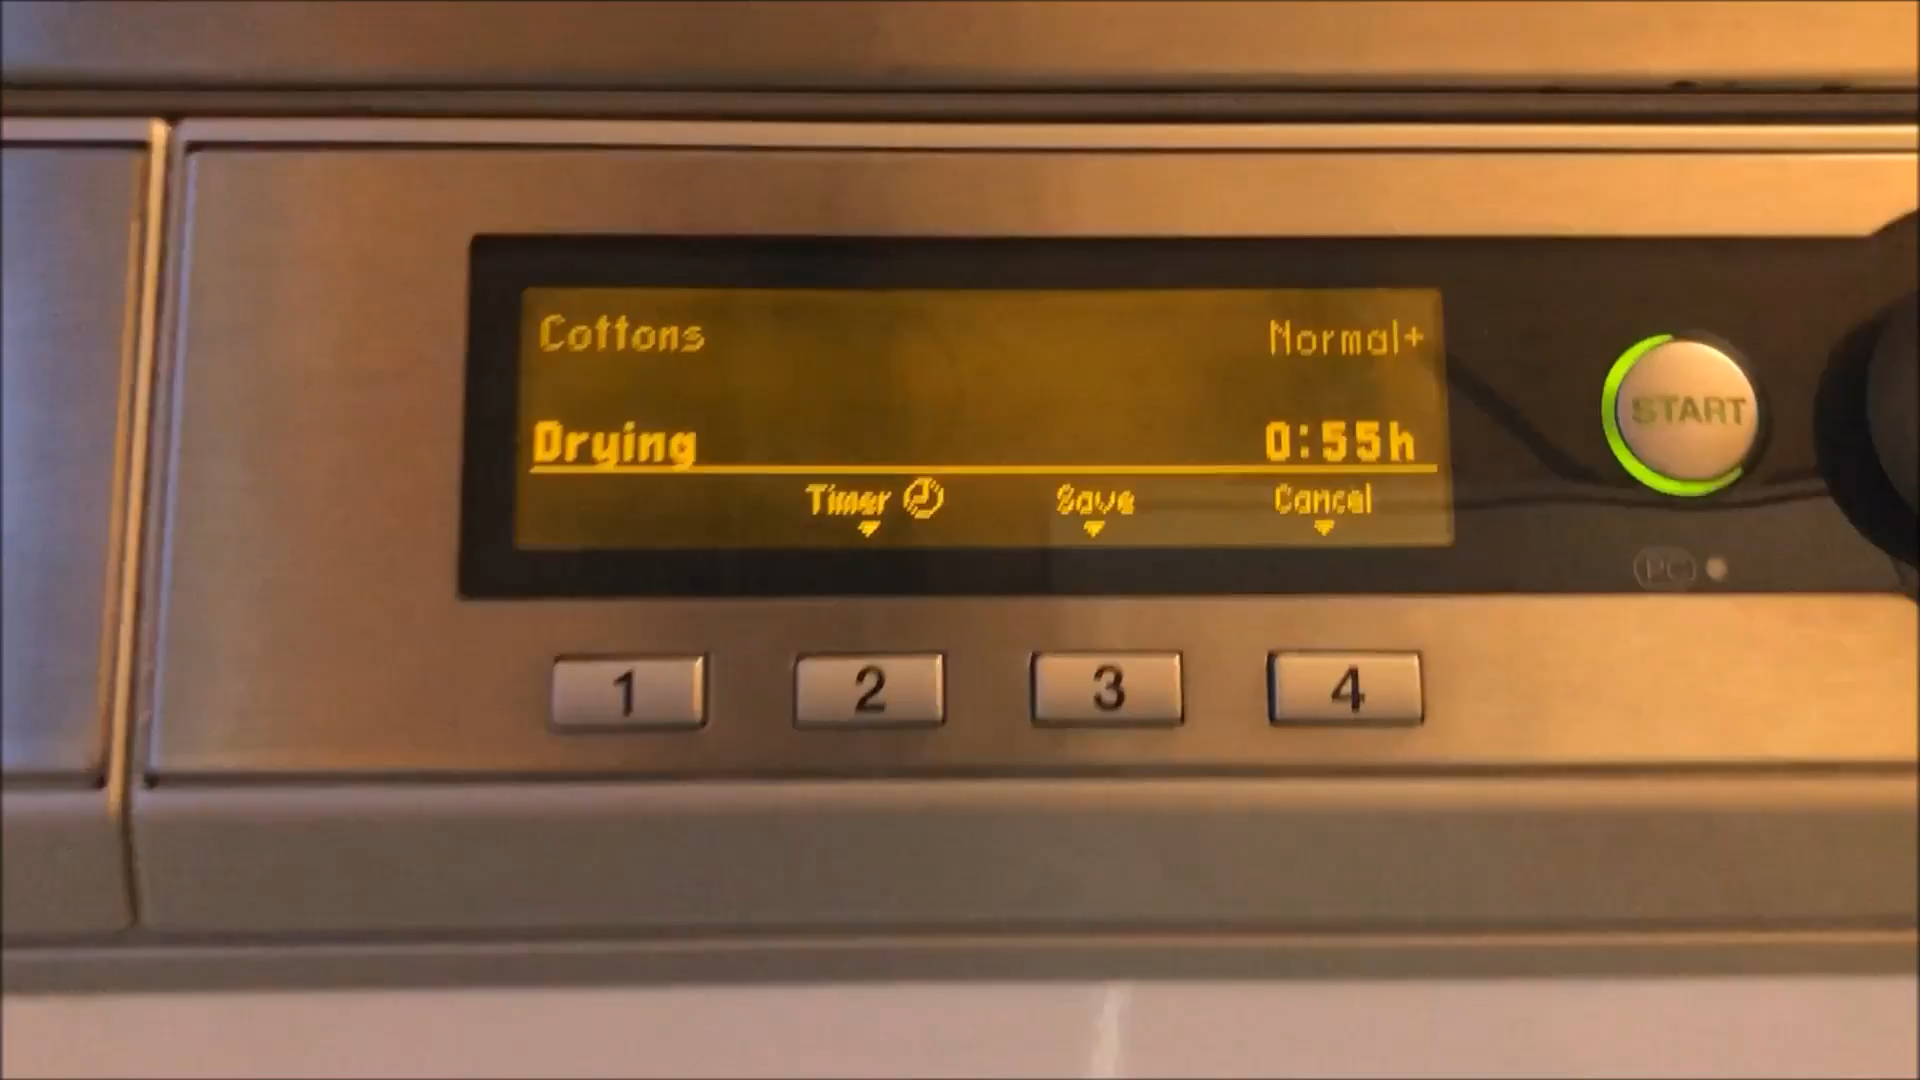 Cottons Normal+
Drying 0:55h
Timer Save Cancel
START
PC
1 2 3 4